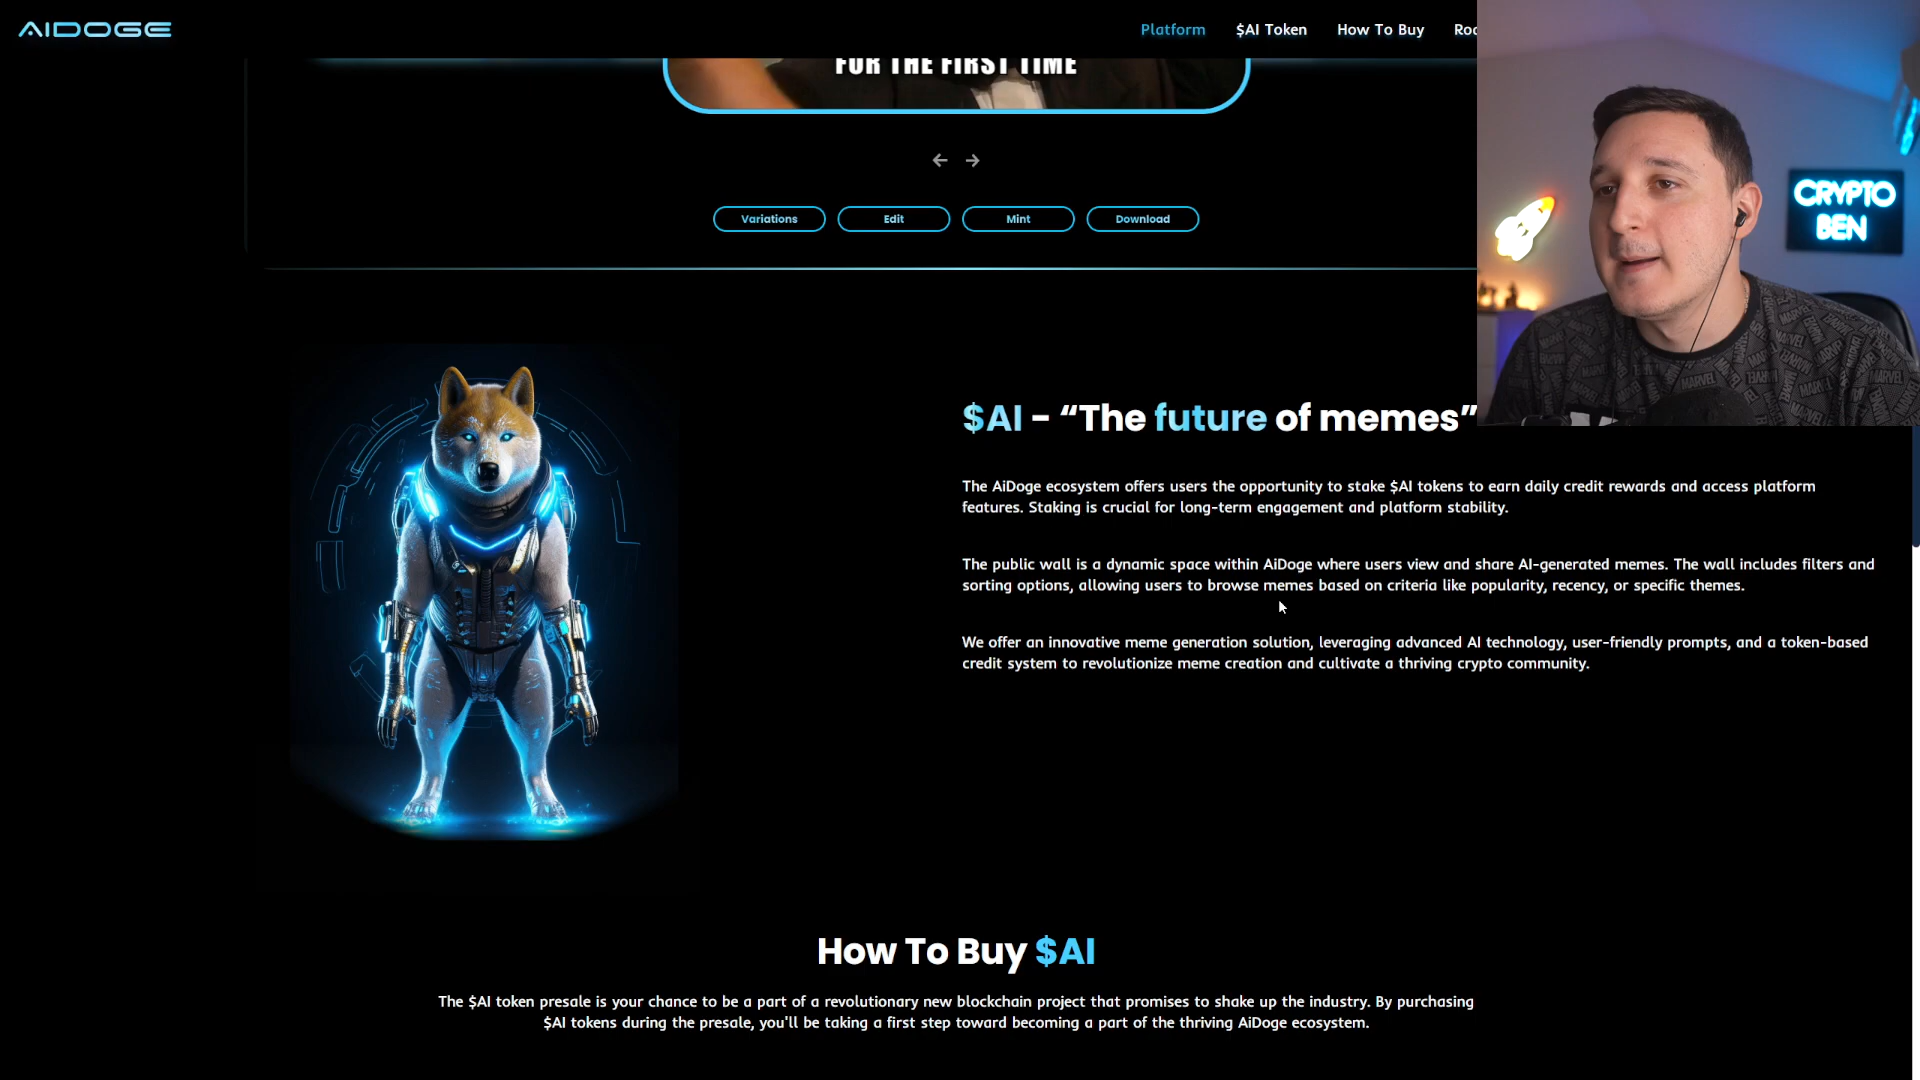 AIDOGE
Platform $AI Token How To Buy
FOR THE FIRST TIME
CRYPTO
BEN
Variations Edit Mint Download
$AI - “The future of memes”
The AiDoge ecosystem offers users the opportunity to stake $AI tokens to earn daily credit rewards and access platform
features. Staking is crucial for long-term engagement and platform stability.
The public wall is a dynamic space within AiDoge where users view and share AI-generated memes. The wall includes filters and
sorting options, allowing users to browse memes based on criteria like popularity, recency, or specific themes.
We offer an innovative meme generation solution, leveraging advanced AI technology, user-friendly prompts, and a token-based
credit system to revolutionize meme creation and cultivate a thriving crypto community.
MARVEL
How To Buy $AI
The $AI token presale is your chance to be a part of a revolutionary new blockchain project that promises to shake up the industry. By purchasing
$AI tokens during the presale, you'll be taking a first step toward becoming a part of the thriving AiDoge ecosystem.